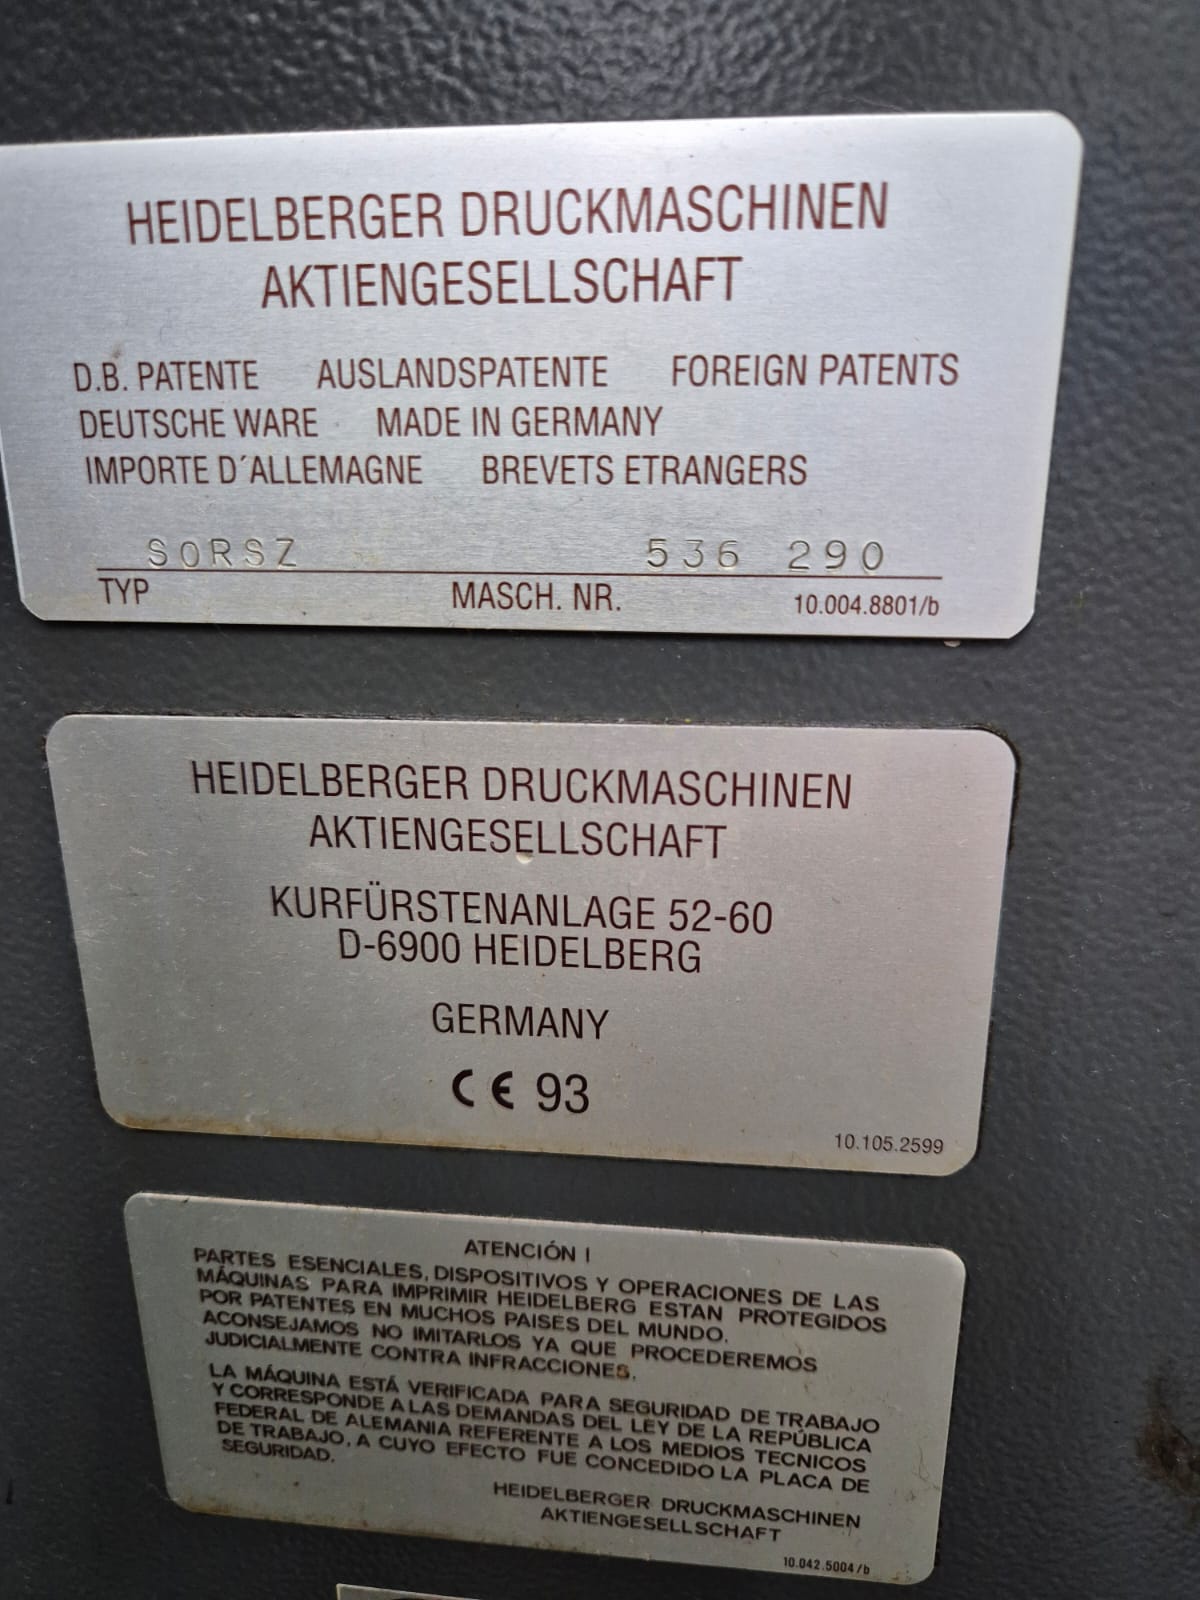 HEIDELBERGER DRUCKMASCHINEN
AKTIENGESELLSCHAFT
D.B. PATENTE AUSLANDSPATENTE FOREIGN PATENTS
DEUTSCHE WARE MADE IN GERMANY
IMPORTE D´ALLEMAGNE BREVETS ETRANGERS
SORSZ 536 290
TYP MASCH. NR. 10.004.8801/b
HEIDELBERGER DRUCKMASCHINEN
AKTIENGESELLSCHAFT
KURFÜRSTENANLAGE 52-60
D-6900 HEIDELBERG
GERMANY
CE 93
10.105.2599
ATENCIÓN !
PARTES ESENCIALES, DISPOSITIVOS Y OPERACIONES DE LAS
MÁQUINAS PARA IMPRIMIR HEIDELBERG ESTAN PROTEGIDOS
POR PATENTES EN MUCHOS PAISES DEL MUNDO.
ACONSEJAMOS NO IMITARLOS YA QUE PROCEDEREMOS
JUDICIALMENTE CONTRA INFRACCIONES.
LA MÁQUINA ESTÁ VERIFICADA PARA SEGURIDAD DE TRABAJO
Y CORRESPONDE A LAS DEMANDAS DEL LEY DE LA REPÚBLICA
FEDERAL DE ALEMANIA REFERENTE A LOS MEDIOS TECNICOS
DE TRABAJO, A CUYO EFECTO FUE CONCEDIDO LA PLACA DE
SEGURIDAD.
HEIDELBERGER DRUCKMASCHINEN
AKTIENGESELLSCHAFT
10.042.5004/b